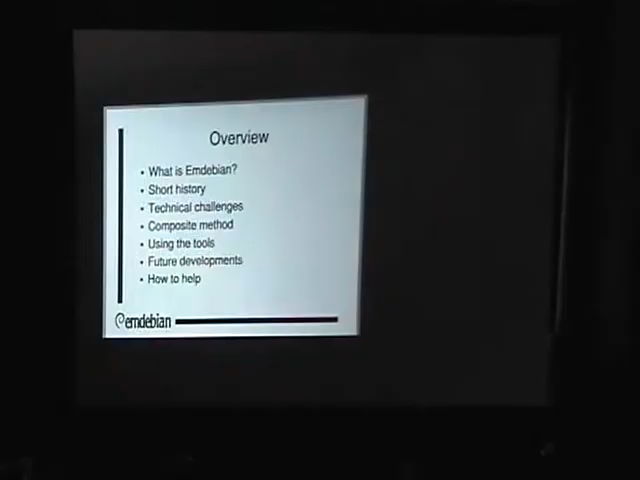 Overview
• What is Emdebian?
• Short history
• Technical challenges
• Composite method
• Using the tools
• Future developments
• How to help
emdebian